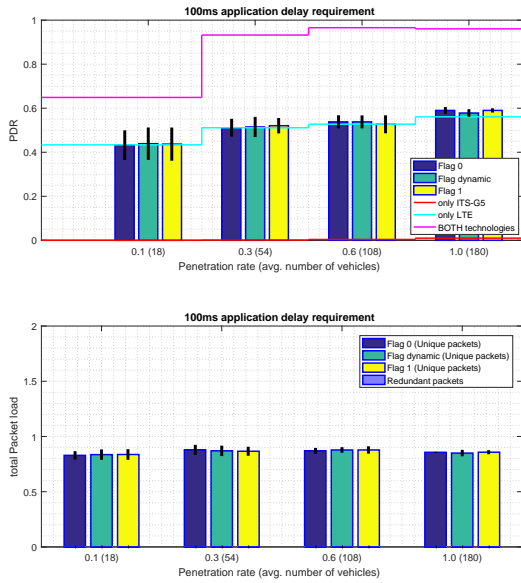 100ms application delay requirement
1
0.8
0.6
0.4
0.2
0
PDR
Flag 0
Flag dynamic
Flag 1
only ITS-G5
only LTE
BOTH technologies
0.1 (18)
0.3 (54)
0.6 (108)
1.0 (180)
Penetration rate (avg. number of vehicles)
100ms application delay requirement
2
1.5
1
0.5
0
total Packet load
Flag 0 (Unique packets)
Flag dynamic (Unique packets)
Flag 1 (Unique packets)
Redundant packets
0.1 (18)
0.3 (54)
0.6 (108)
1.0 (180)
Penetration rate (avg. number of vehicles)